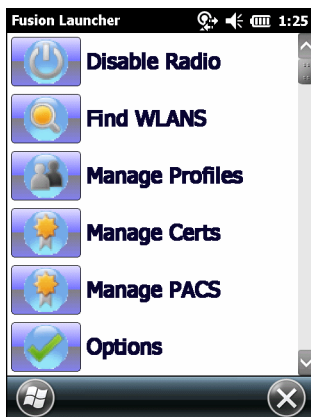 Fusion Launcher 1:25
Disable Radio
Find WLANS
Manage Profiles
Manage Certs
Manage PACS
Options